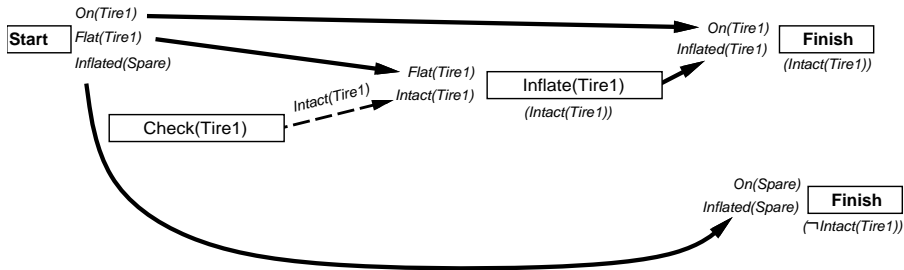 On(Tire1)
Start
Flat(Tire1)
Inflated(Spare)
On(Tire1)
Inflated(Tire1)
Finish
(Intact(Tire1))
Flat(Tire1)
Intact(Tire1)
Inflate(Tire1)
(Intact(Tire1))
Intact(Tire1)
Check(Tire1)
On(Spare)
Inflated(Spare)
Finish
(¬Intact(Tire1))